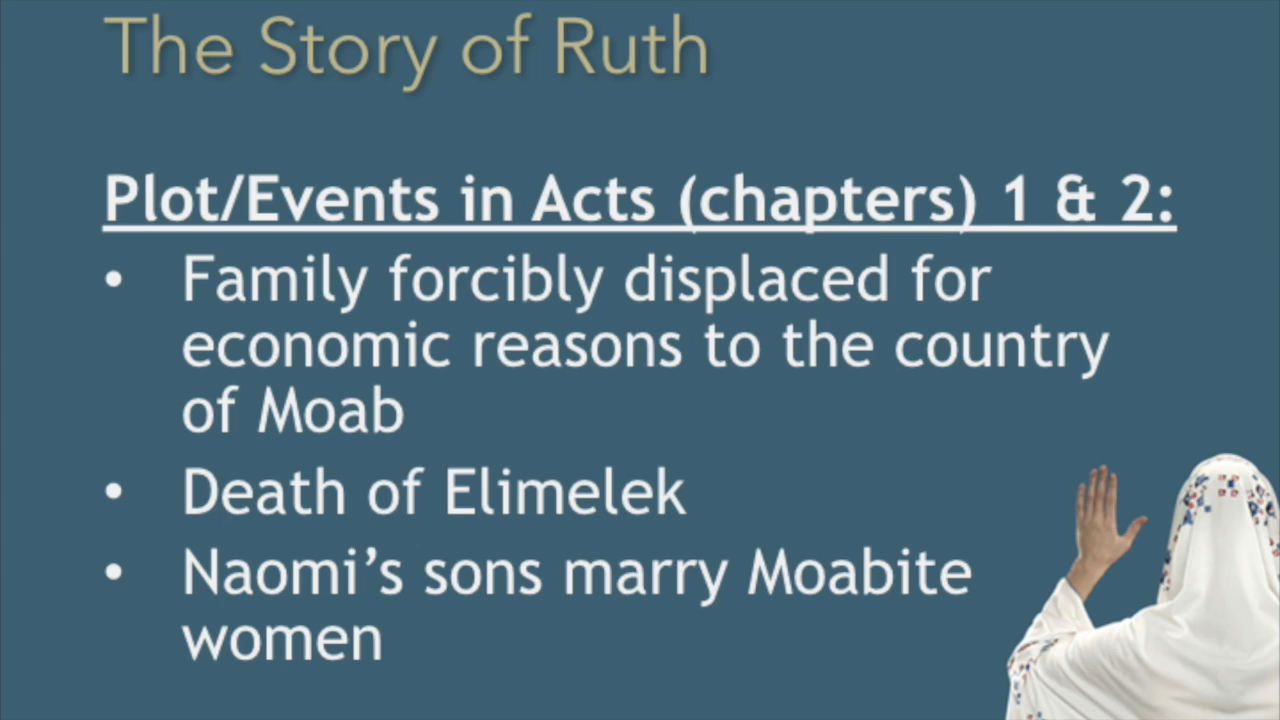 The Story of Ruth
Plot/Events in Acts (chapters) 1 & 2:
• Family forcibly displaced for
economic reasons to the country
of Moab
• Death of Elimelek
• Naomi’s sons marry Moabite
women